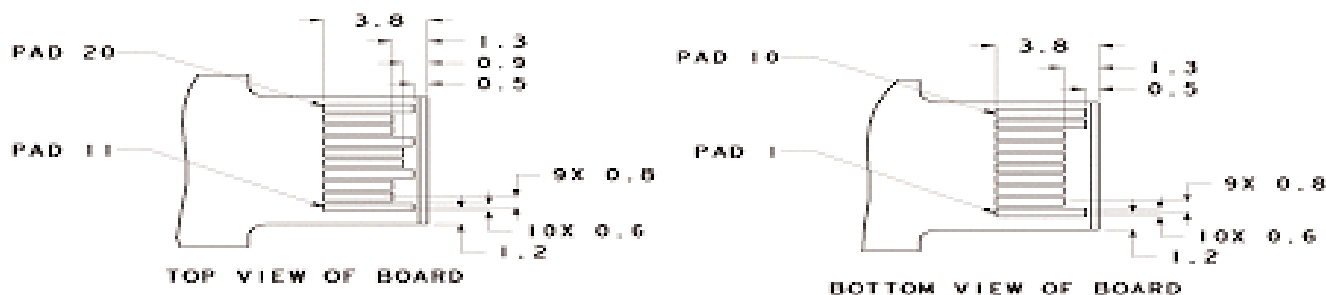 3.8
PAD 20
1.3
0.9
0.5
PAD 11
9X 0.8
10X 0.6
1.2
TOP VIEW OF BOARD
3.8
PAD 10
1.3
0.5
PAD 1
9X 0.8
10X 0.6
1.2
BOTTOM VIEW OF BOARD